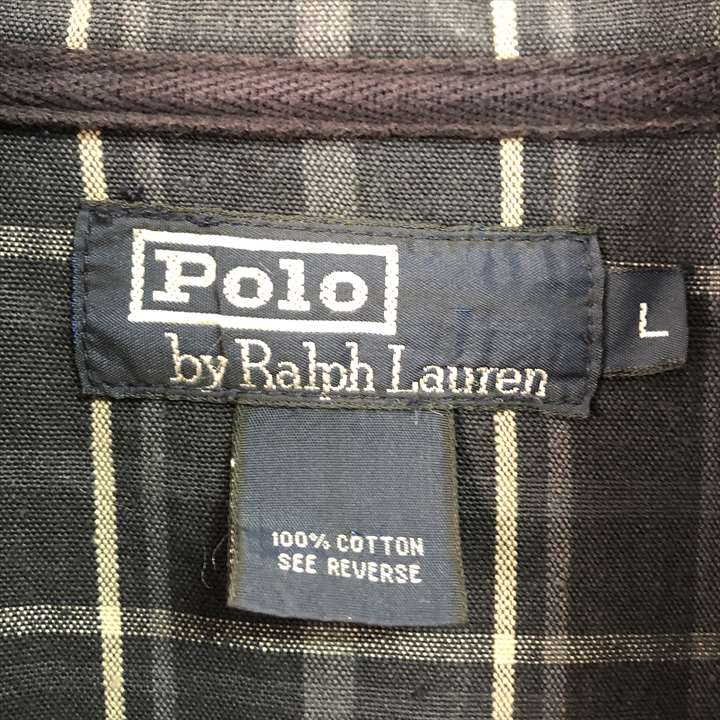 Polo
by Ralph Lauren
L
100% COTTON
SEE REVERSE